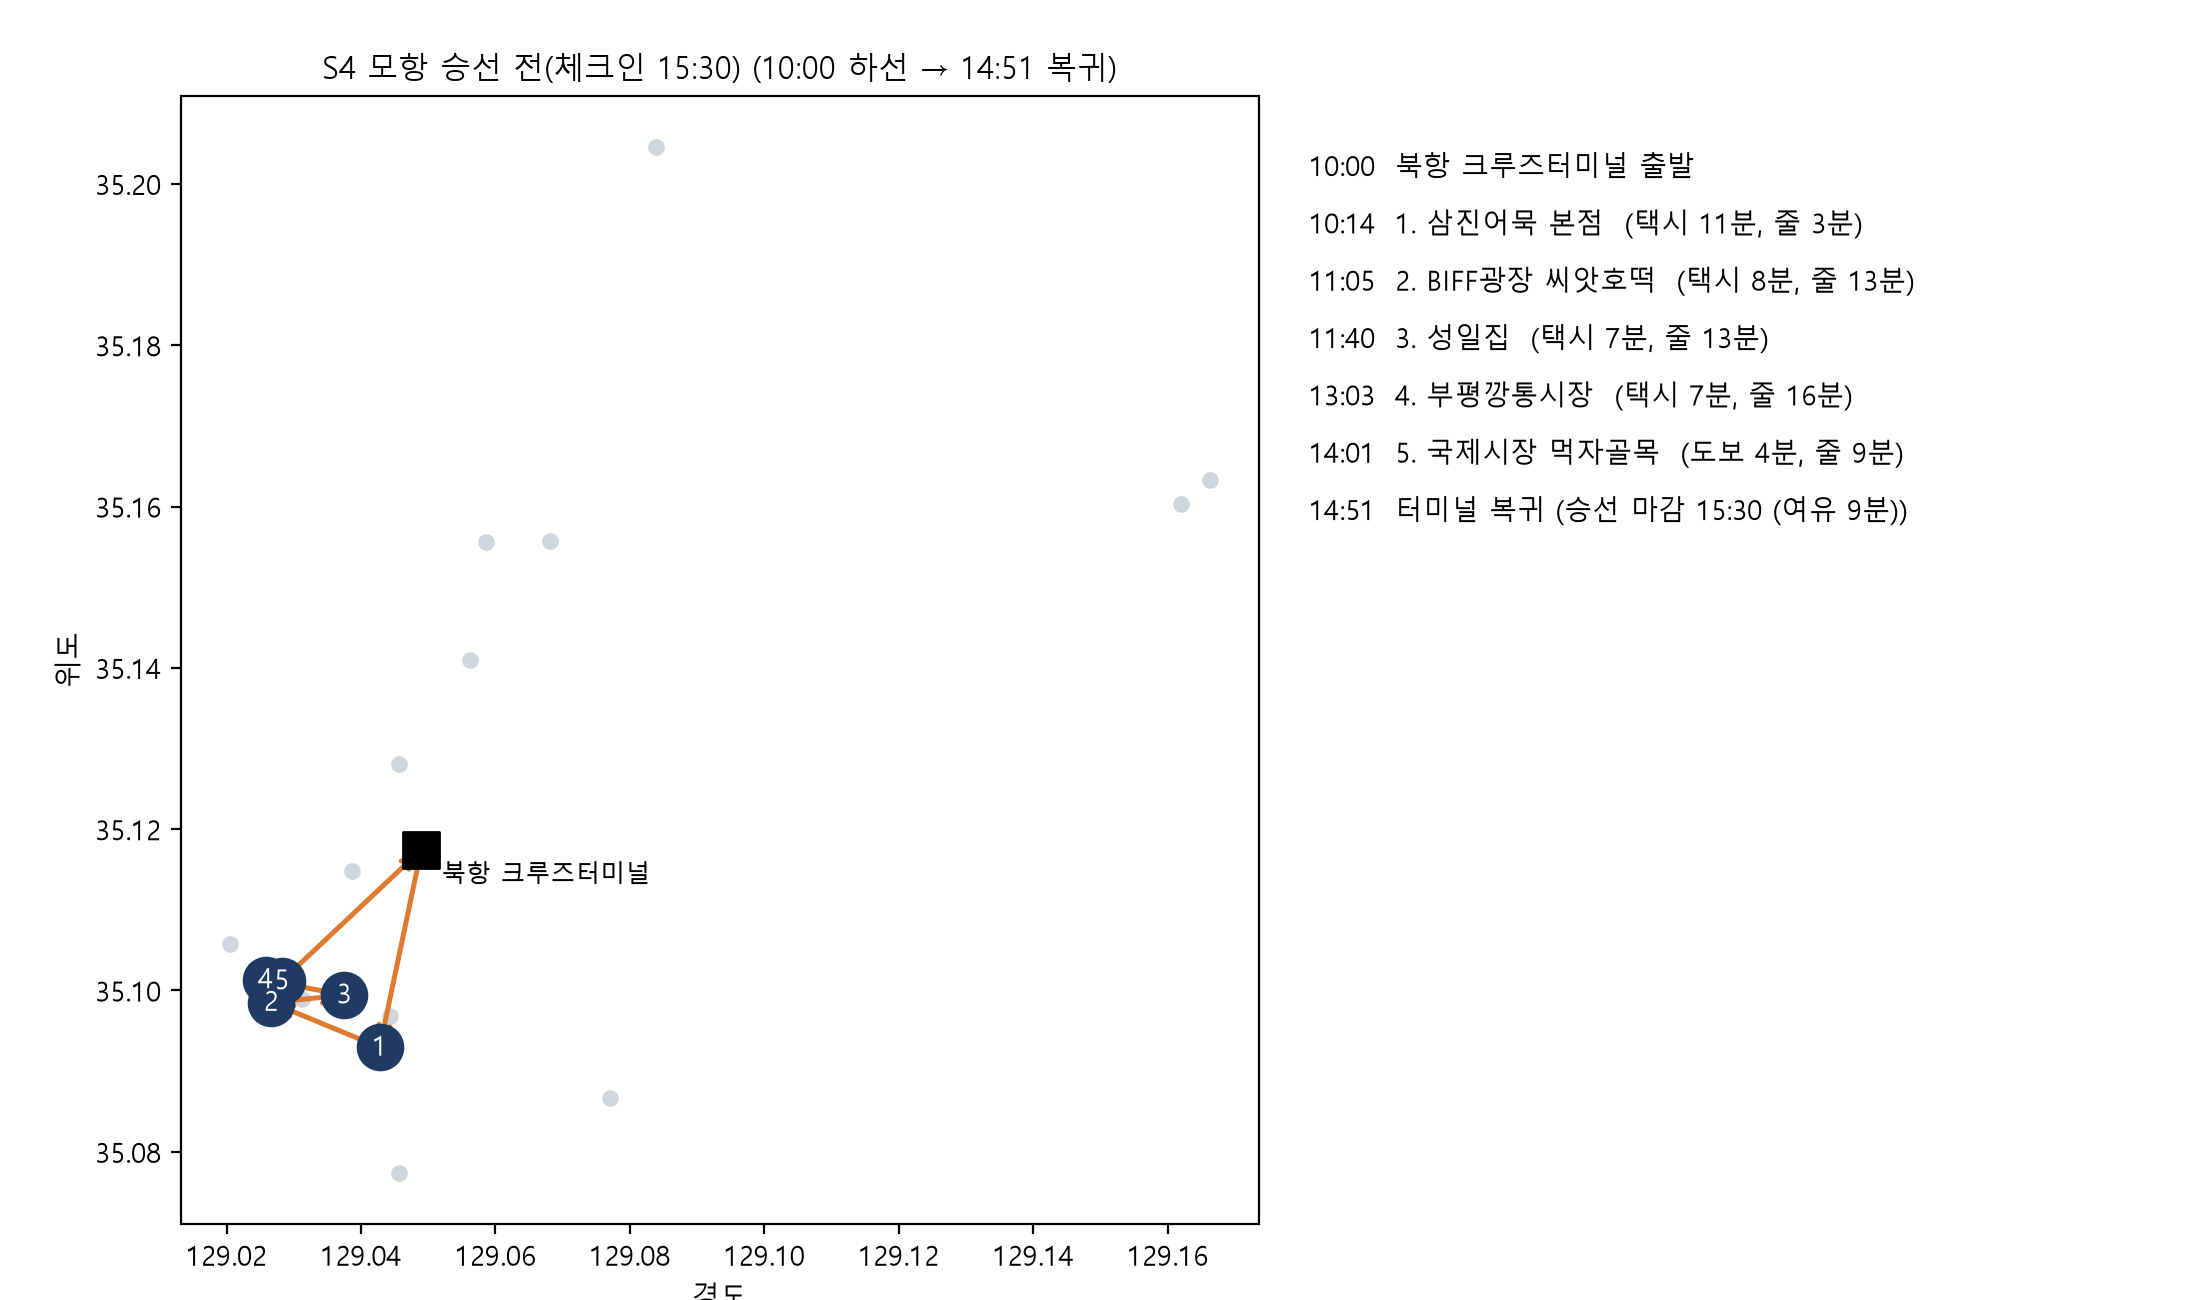 S4 모항 승선 전(체크인 15:30) (10:00 하선 → 14:51 복귀)
35.20
35.18
35.16
35.14
35.12
35.10
35.08
위도
129.02 129.04 129.06 129.08 129.10 129.12 129.14 129.16
경도
북항 크루즈터미널
4 5
2
3
1
10:00 북항 크루즈터미널 출발
10:14 1. 삼진어묵 본점 (택시 11분, 줄 3분)
11:05 2. BIFF광장 씨앗호떡 (택시 8분, 줄 13분)
11:40 3. 성일집 (택시 7분, 줄 13분)
13:03 4. 부평깡통시장 (택시 7분, 줄 16분)
14:01 5. 국제시장 먹자골목 (도보 4분, 줄 9분)
14:51 터미널 복귀 (승선 마감 15:30 (여유 9분))